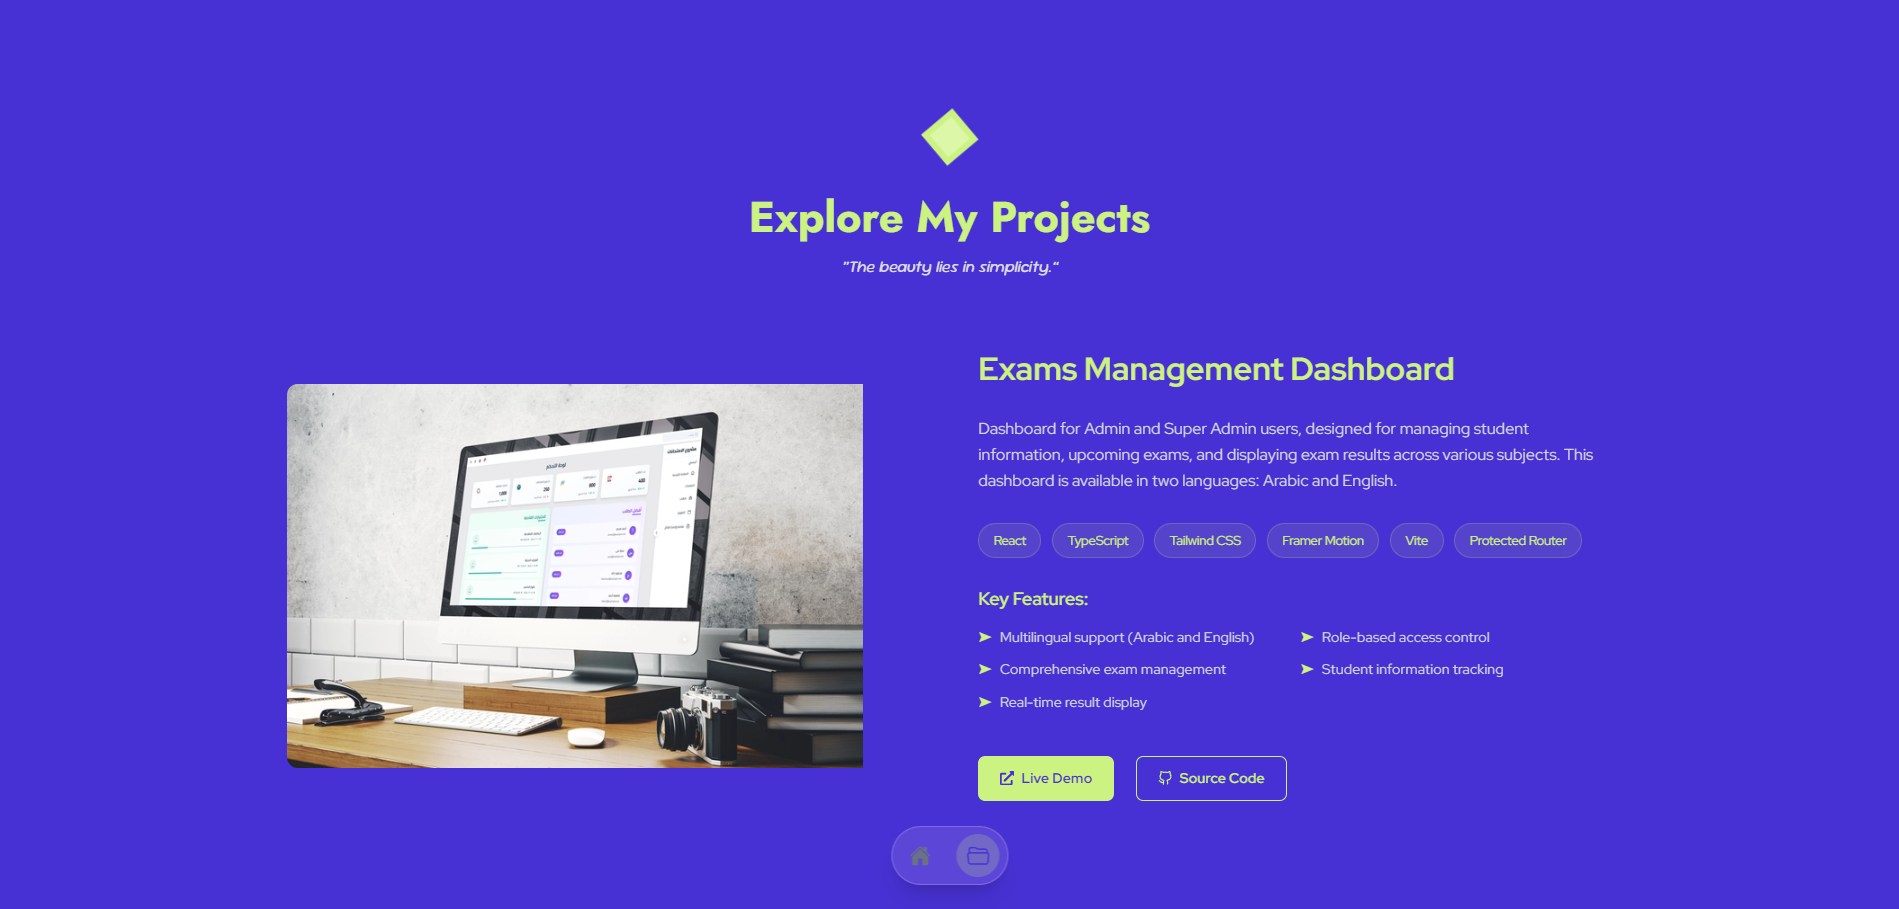 Explore My Projects
"The beauty lies in simplicity."
لوحة التحكم
Exams Management Dashboard
Dashboard for Admin and Super Admin users, designed for managing student
information, upcoming exams, and displaying exam results across various subjects. This
dashboard is available in two languages: Arabic and English.
React TypeScript Tailwind CSS Framer Motion Vite Protected Router
Key Features:
Multilingual support (Arabic and English) Role-based access control
Comprehensive exam management Student information tracking
Real-time result display
Live Demo Source Code